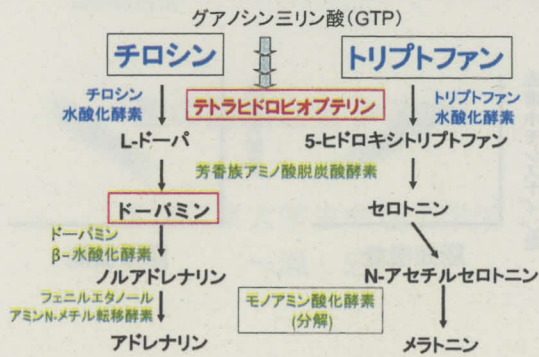 グアノシン三リン酸(GTP)
チロシン
トリプトファン
チロシン
水酸化酵素
テトラヒドロビオプテリン
トリプトファン
水酸化酵素
L-ドーパ
5-ヒドロキシトリプトファン
芳香族アミノ酸脱炭酸酵素
ドーパミン
セロトニン
ドーパミン
β-水酸化酵素
ノルアドレナリン
N-アセチルセロトニン
フェニルエタノール
アミンN-メチル転移酵素
モノアミン酸化酵素
(分解)
アドレナリン
メラトニン